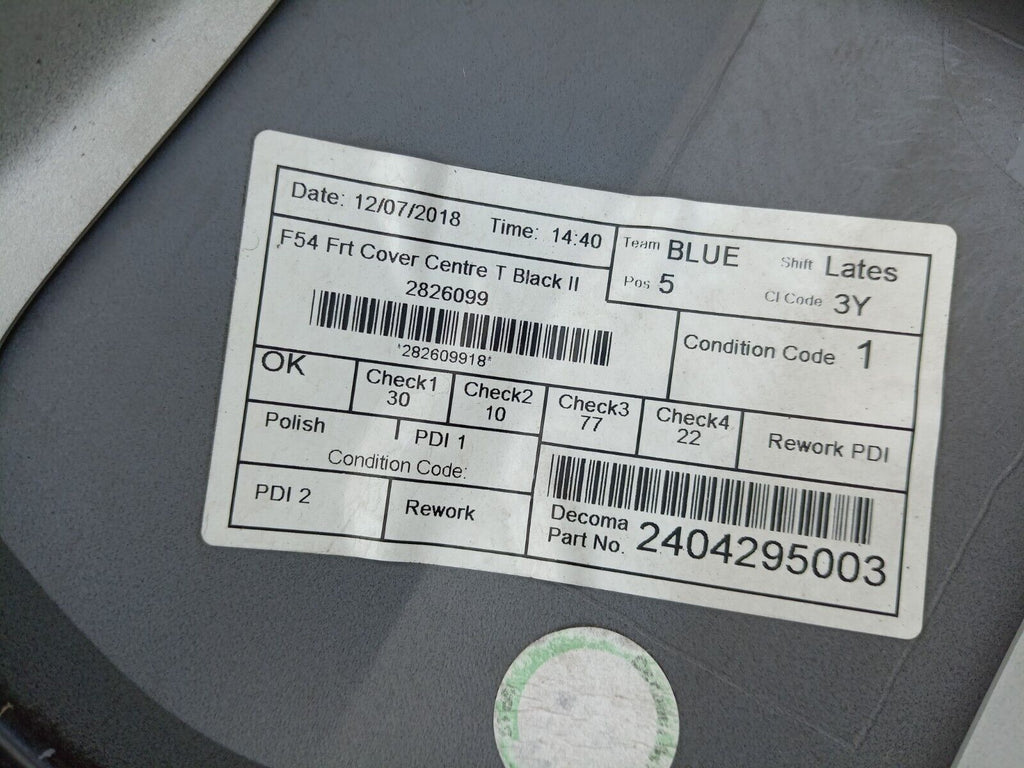 Date: 12/07/2018 Time: 14:40
Team BLUE Shift Lates
Pos 5 CI Code 3Y
F54 Frt Cover Centre T Black II
2826099
*282609918*
Condition Code 1
OK
Check1
30
Check2
10
Check3
77
Check4
22
Rework PDI
Polish
PDI 1
Condition Code:
PDI 2
Rework
Decoma
Part No. 2404295003